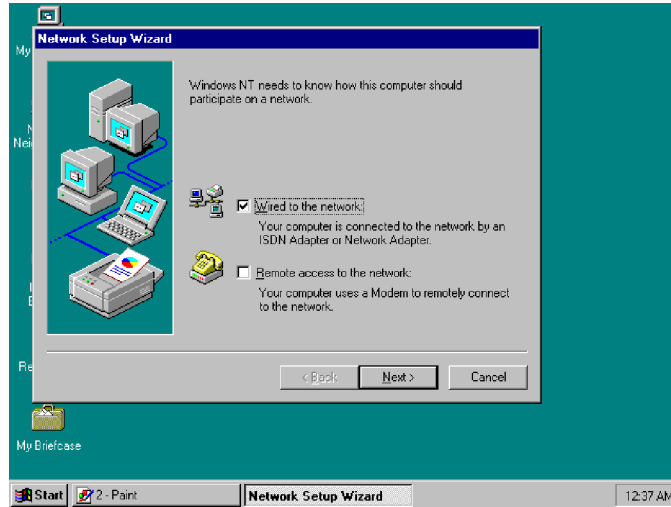 Network Setup Wizard
My
Windows NT needs to know how this computer should
participate on a network.
Nei
Wired to the network:
Your computer is connected to the network by an
ISDN Adapter or Network Adapter.
Remote access to the network:
Your computer uses a Modem to remotely connect
to the network.
Re
< Back
Next >
Cancel
My Briefcase
Start
2 - Paint
Network Setup Wizard
12:37 AM